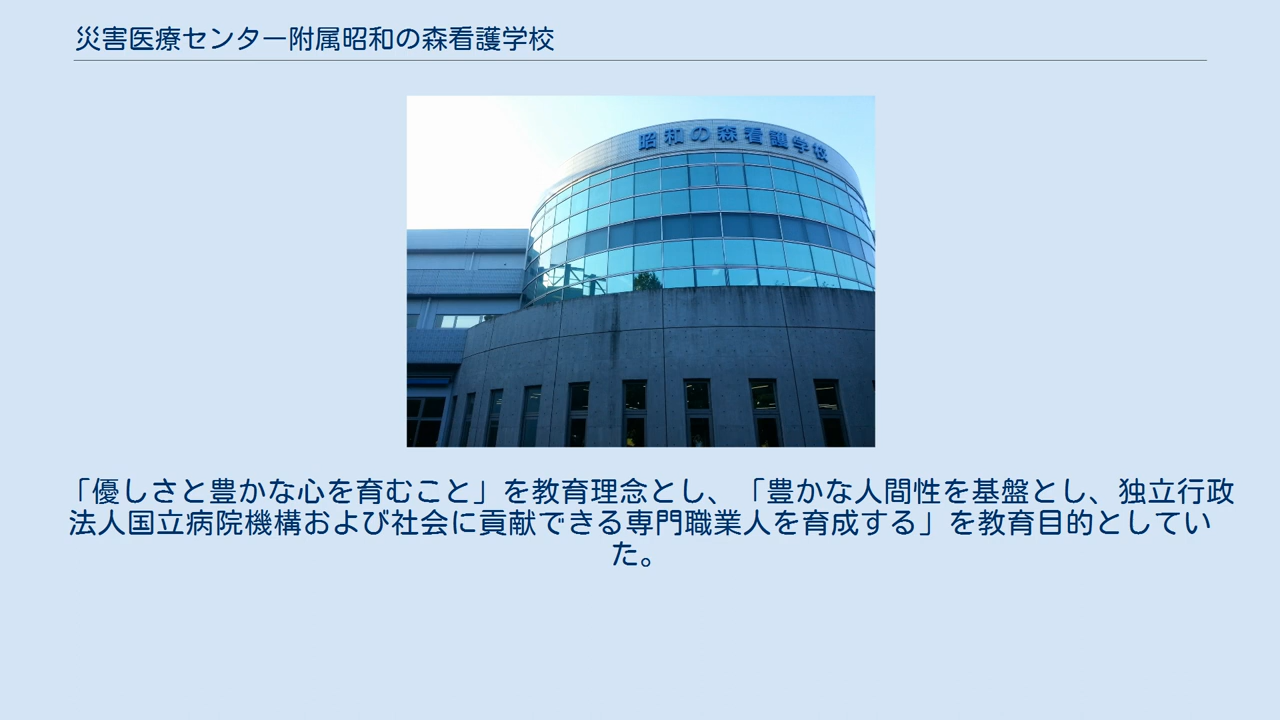 災害医療センター附属昭和の森看護学校
昭和の森看護学校
「優しさと豊かな心を育むこと」を教育理念とし、「豊かな人間性を基盤とし、独立行政
法人国立病院機構および社会に貢献できる専門職業人を育成する」を教育目的としてい
た。